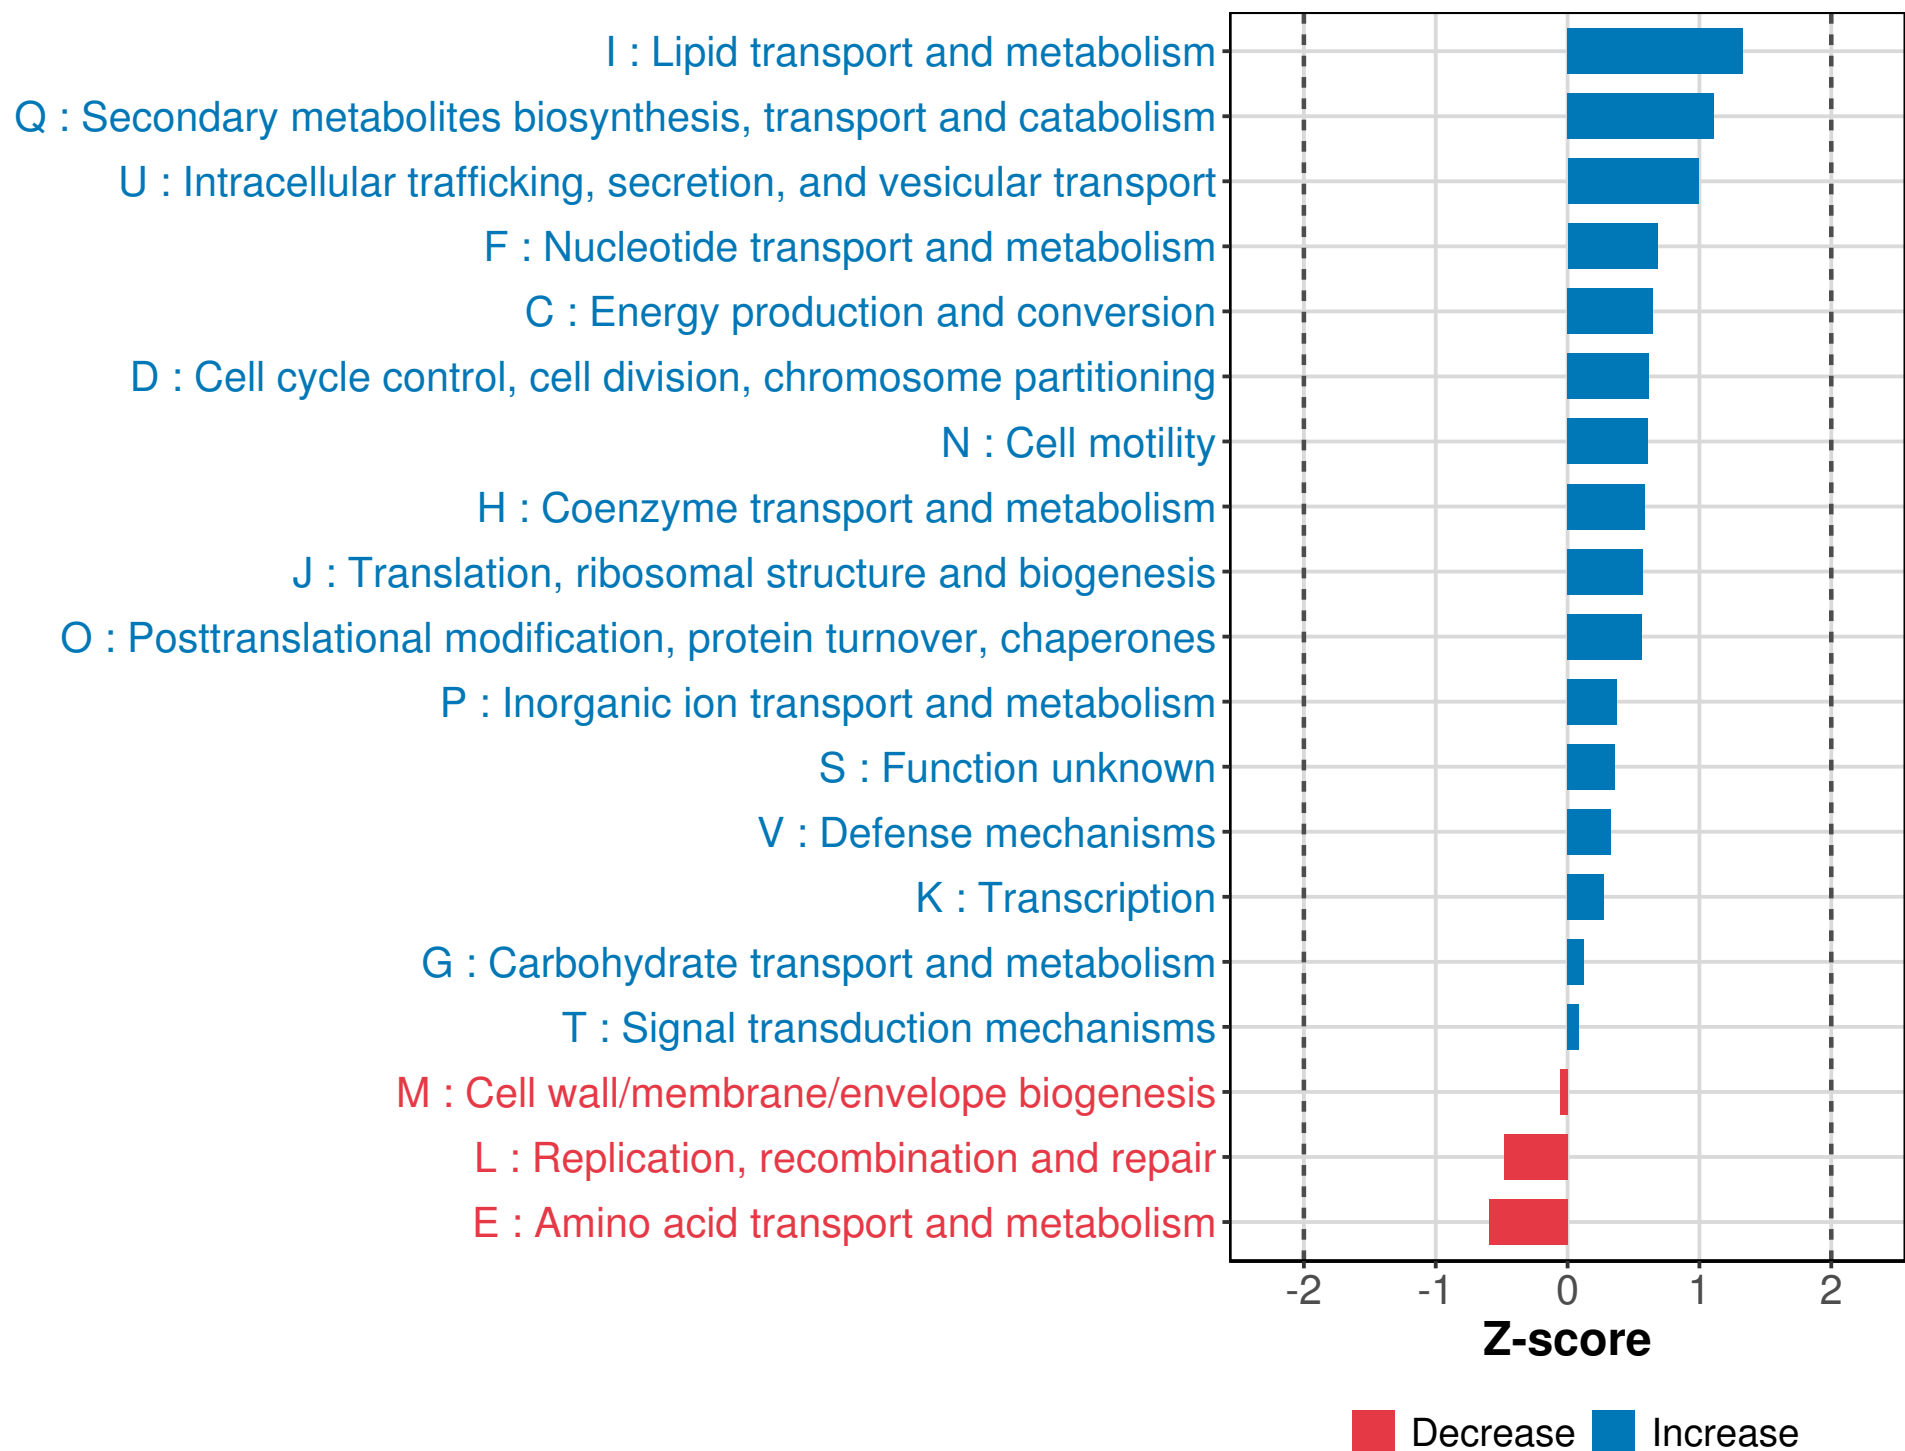 I : Lipid transport and metabolism
Q : Secondary metabolites biosynthesis, transport and catabolism
U : Intracellular trafficking, secretion, and vesicular transport
F : Nucleotide transport and metabolism
C : Energy production and conversion
D : Cell cycle control, cell division, chromosome partitioning
N : Cell motility
H : Coenzyme transport and metabolism
J : Translation, ribosomal structure and biogenesis
O : Posttranslational modification, protein turnover, chaperones
P : Inorganic ion transport and metabolism
S : Function unknown
V : Defense mechanisms
K : Transcription
G : Carbohydrate transport and metabolism
T : Signal transduction mechanisms
M : Cell wall/membrane/envelope biogenesis
L : Replication, recombination and repair
E : Amino acid transport and metabolism
-2 -1 0 1 2
Z-score
Decrease Increase